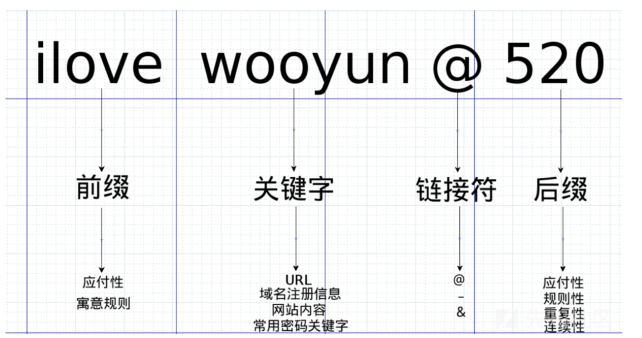 ilove wooyun @ 520
前缀 关键字 链接符 后缀
应付性
寓意规则
URL
域名注册信息
网站内容
常用密码关键字
@
–
&
应付性
规则性
重复性
连续性